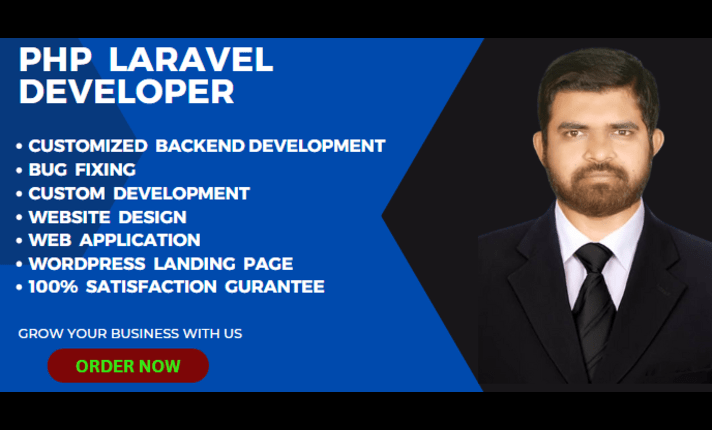 PHP LARAVEL
DEVELOPER
• CUSTOMIZED BACKEND DEVELOPMENT
• BUG FIXING
• CUSTOM DEVELOPMENT
• WEBSITE DESIGN
• WEB APPLICATION
• WORDPRESS LANDING PAGE
• 100% SATISFACTION GURANTEE
GROW YOUR BUSINESS WITH US
ORDER NOW